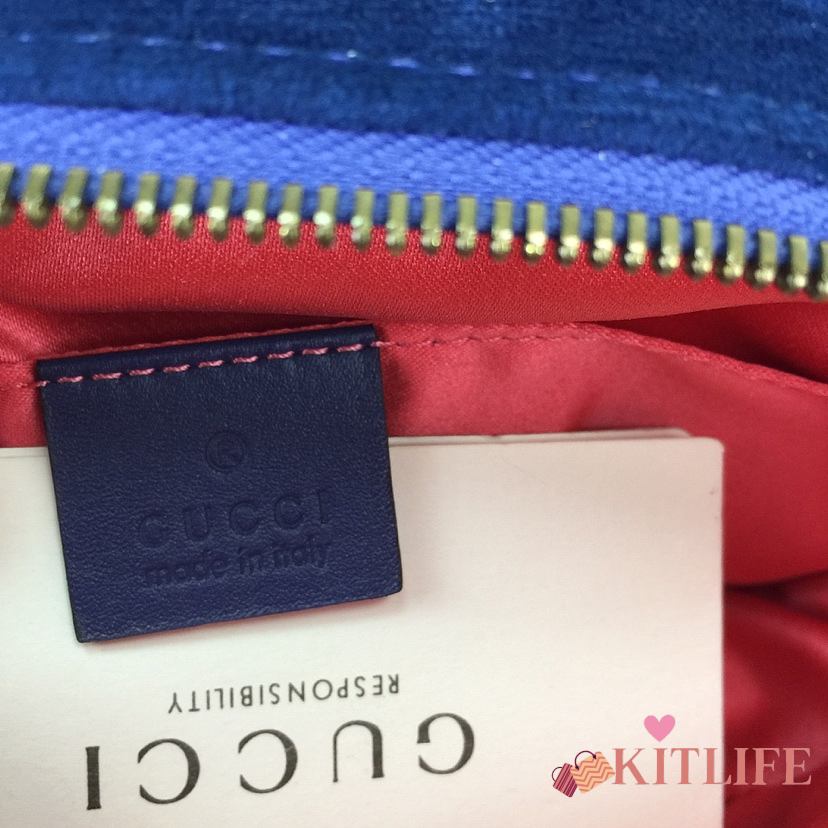 ®
GUCCI
made in italy
GUCCI
RESPONSIBILITY
KITLIFE